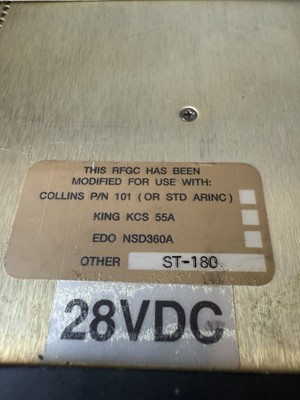 THIS RFGC HAS BEEN
MODIFIED FOR USE WITH:
COLLINS P/N 101 (OR STD ARINC)
KING KCS 55A
EDO NSD360A
OTHER ST-180
28VDC